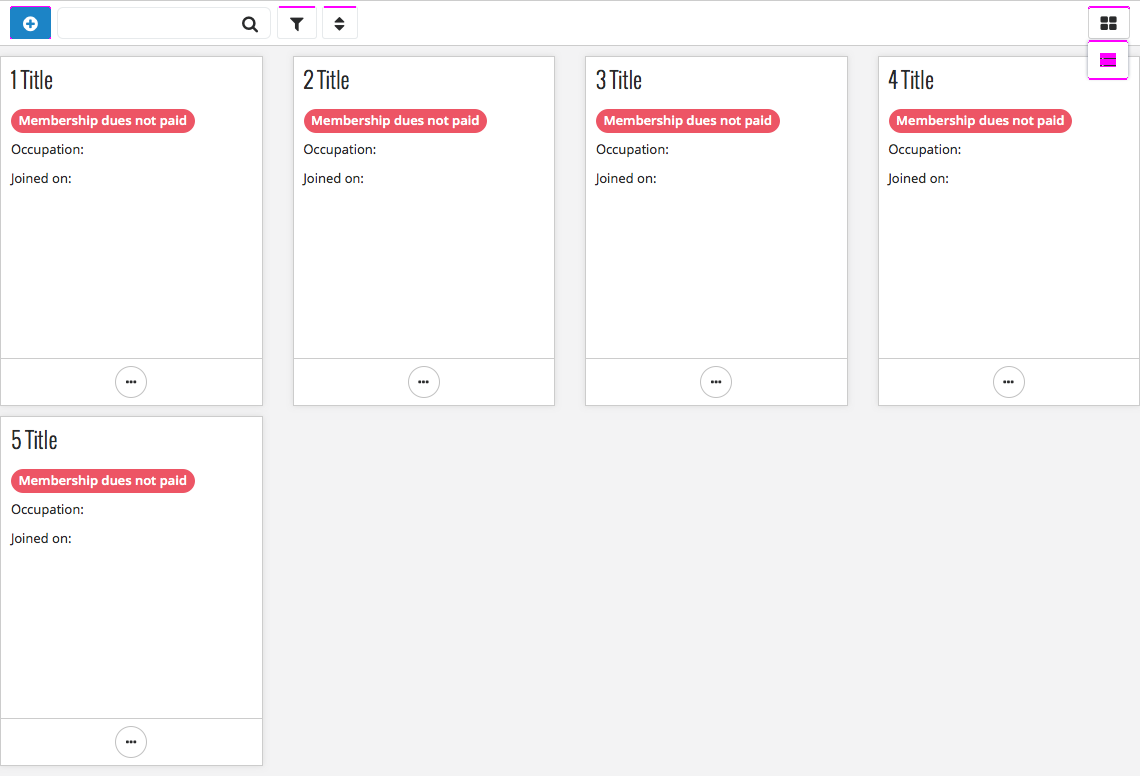 1 Title
Membership dues not paid
Occupation:
Joined on:
2 Title
Membership dues not paid
Occupation:
Joined on:
3 Title
Membership dues not paid
Occupation:
Joined on:
4 Title
Membership dues not paid
Occupation:
Joined on:
5 Title
Membership dues not paid
Occupation:
Joined on: